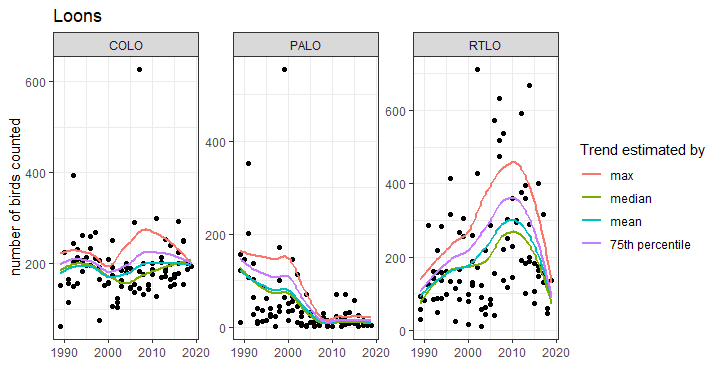 Loons
COLO
PALO
RTLO
number of birds counted
600
400
200
400
200
0
600
400
200
0
1990 2000 2010 2020
1990 2000 2010 2020
1990 2000 2010 2020
Trend estimated by
max
median
mean
75th percentile